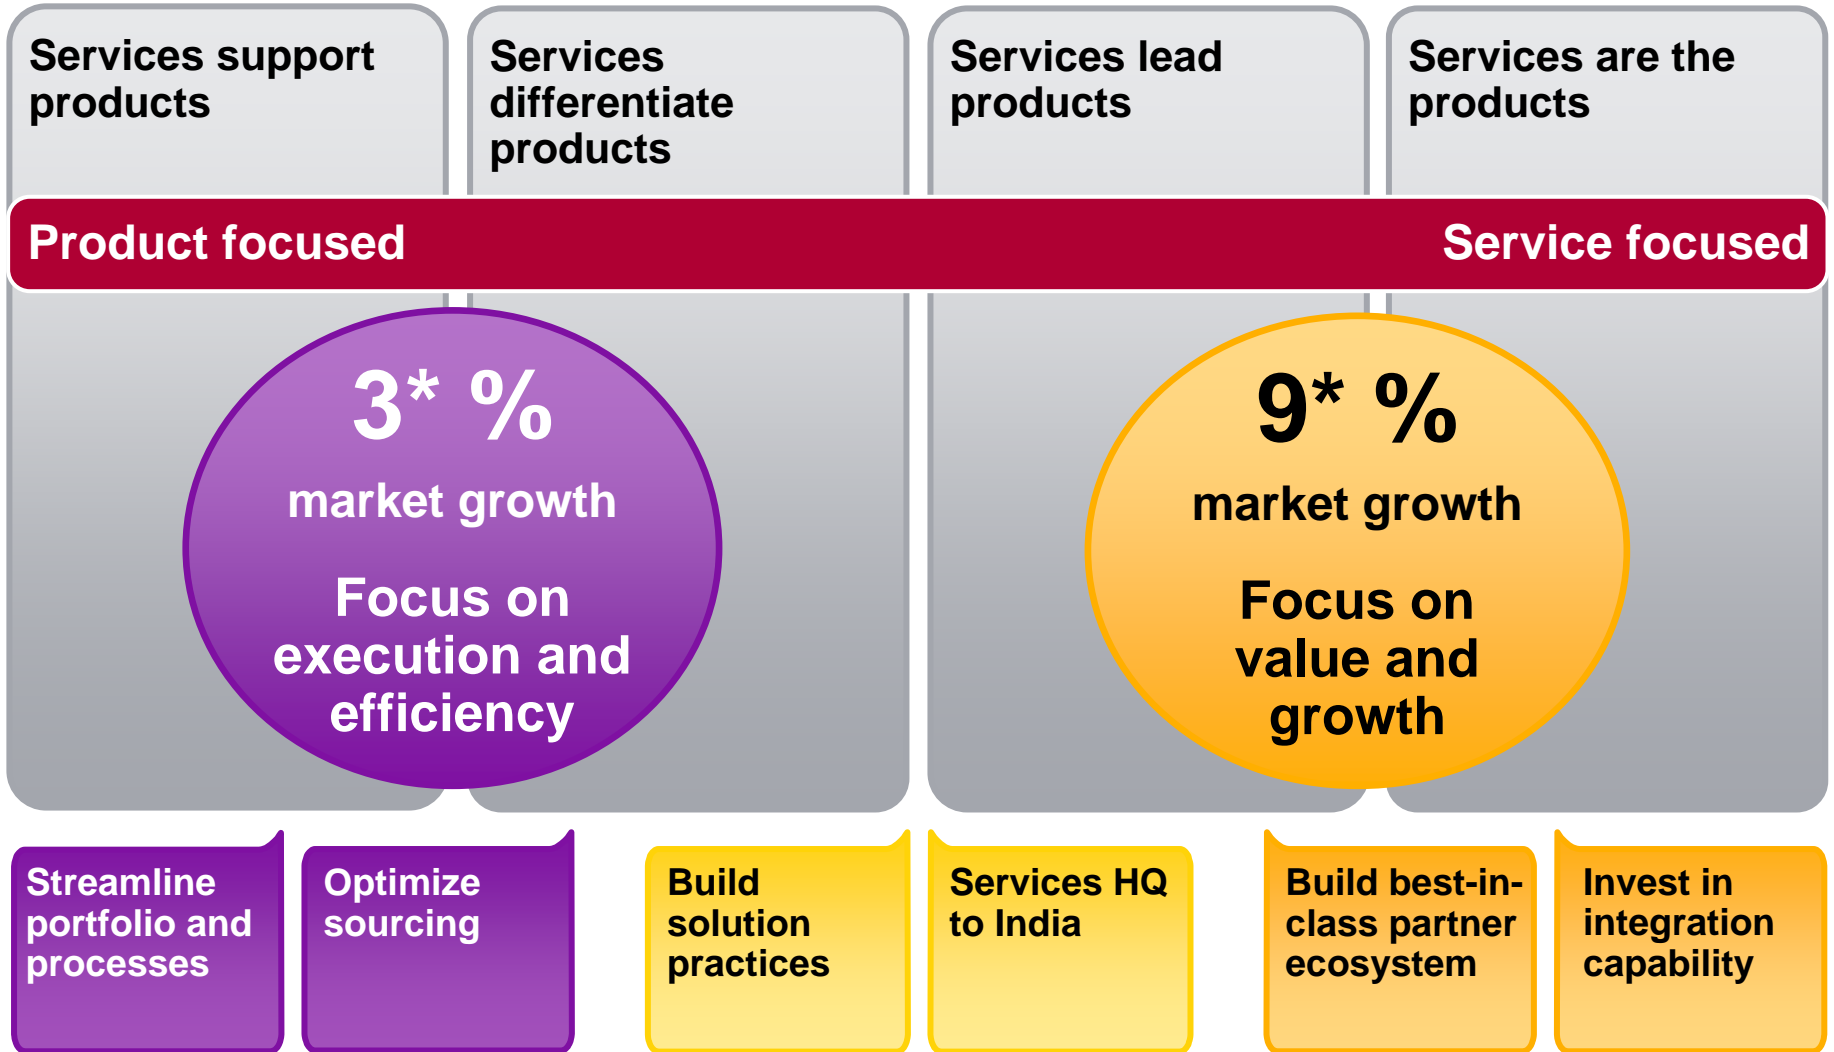 Services support
products
Services
differentiate
products
Services lead
products
Services are the
products
Product focused
Service focused
3* %
market growth
Focus on
execution and
efficiency
9* %
market growth
Focus on
value and
growth
Streamline
portfolio and
processes
Optimize
sourcing
Build
solution
practices
Services HQ
to India
Build best-in-
class partner
ecosystem
Invest in
integration
capability